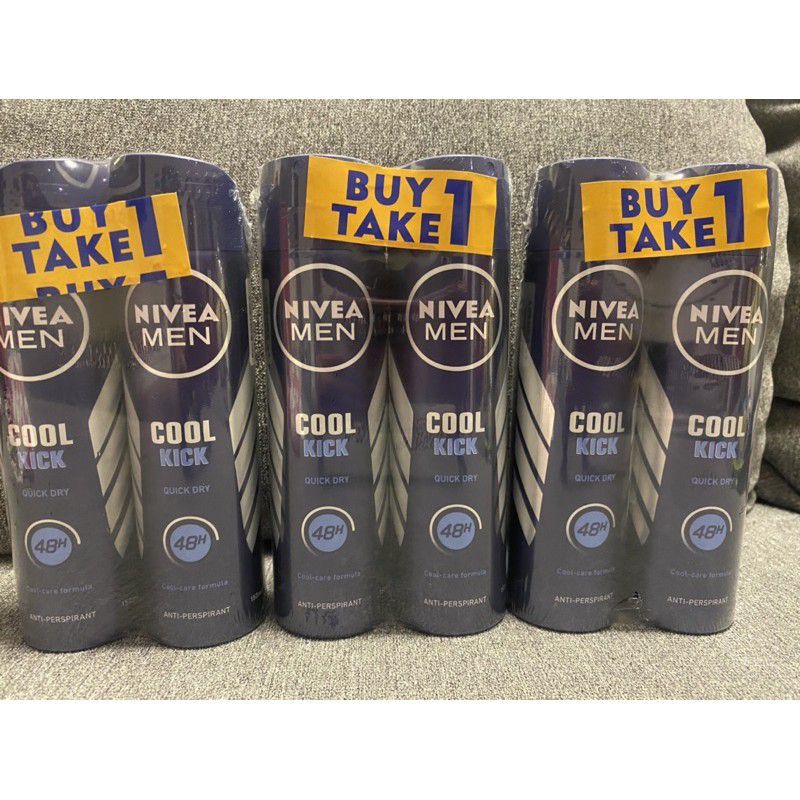 BUY 1
TAKE
BUY 1
NIVEA
MEN
COOL
KICK
QUICK DRY
48H
Cool-care formula
ANTI-PERSPIRANT
NIVEA
MEN
COOL
KICK
QUICK DRY
48H
Cool-care formula
ANTI-PERSPIRANT
BUY 1
TAKE
NIVEA
MEN
COOL
KICK
QUICK DRY
48H
Cool-care formula
ANTI-PERSPIRANT
NIVEA
MEN
COOL
KICK
QUICK DRY
48H
Cool-care formula
ANTI-PERSPIRANT
BUY 1
TAKE
NIVEA
MEN
COOL
KICK
QUICK DRY
48H
Cool-care formula
ANTI-PERSPIRANT
NIVEA
MEN
COOL
KICK
QUICK DRY
48H
Cool-care formula
ANTI-PERSPIRANT